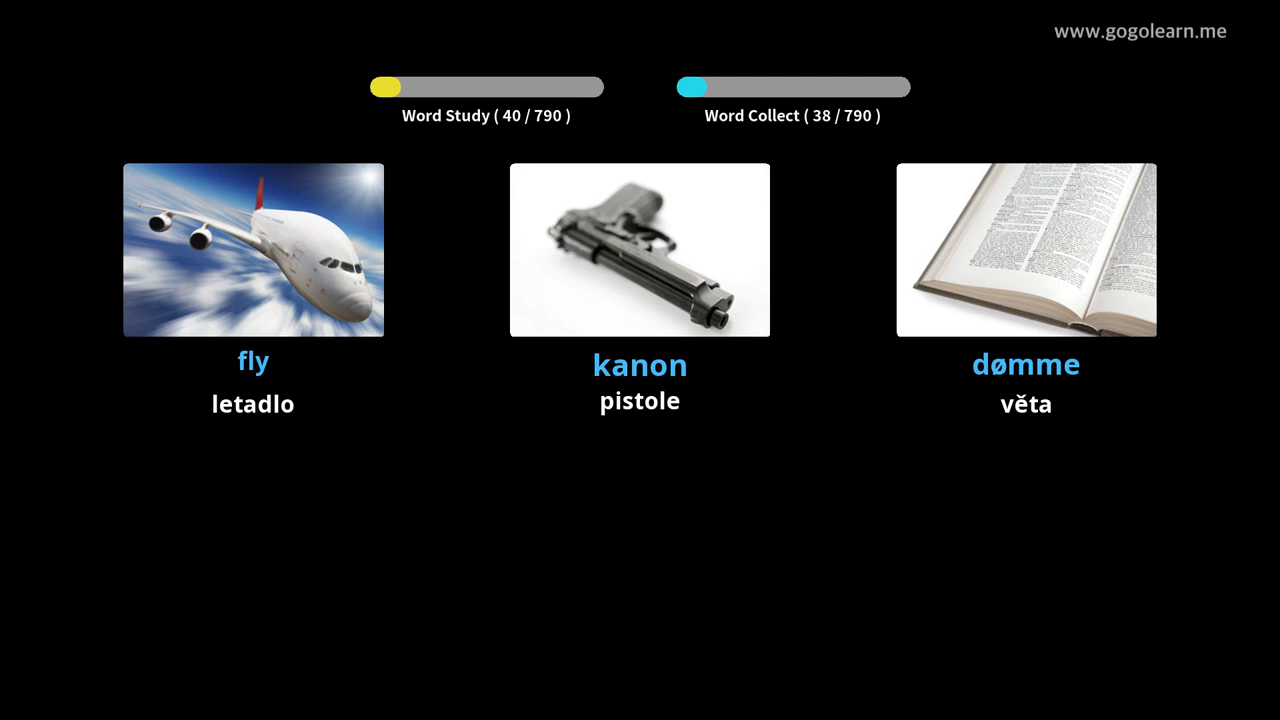 www.gogolearn.me
Word Study ( 40 / 790 )
Word Collect ( 38 / 790 )
fly
kanon
dømme
letadlo
pistole
věta